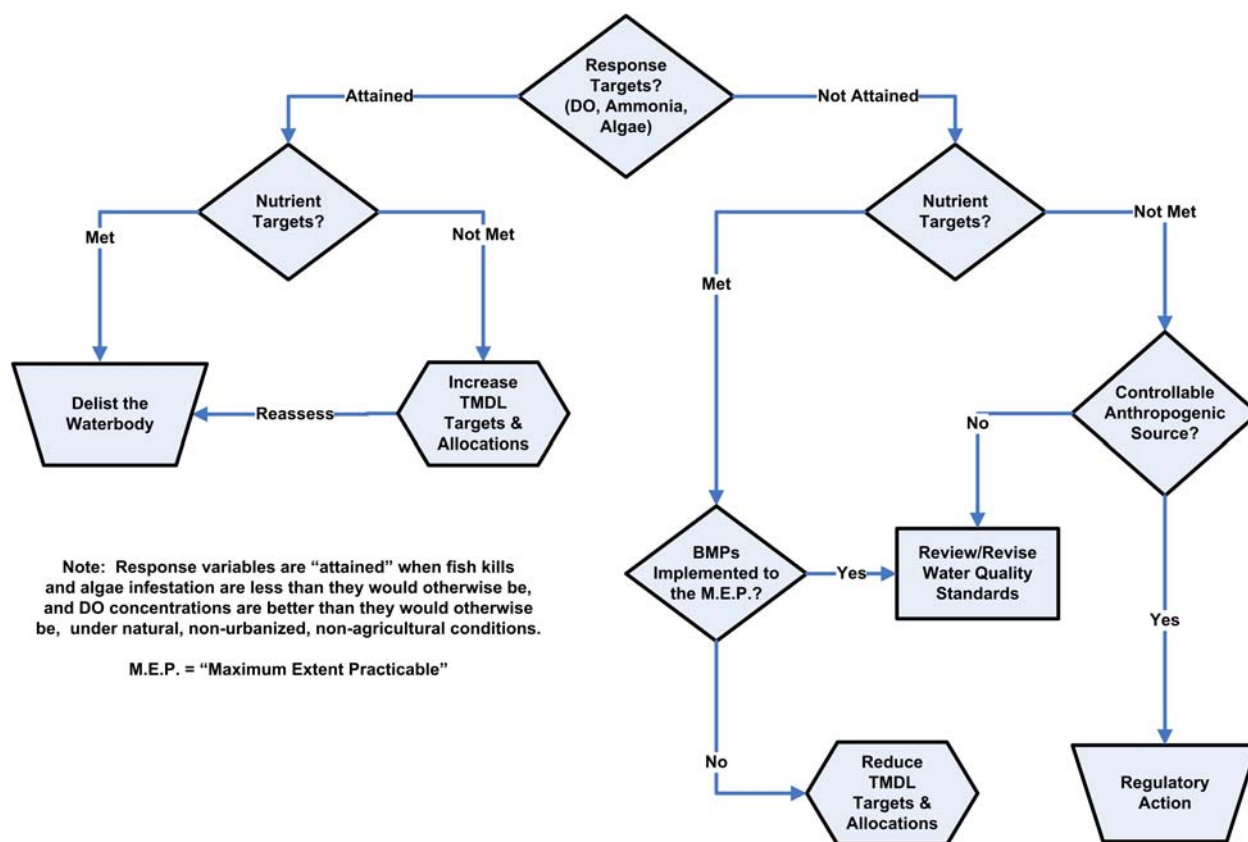 Response
Targets?
(DO, Ammonia,
Algae)
Attained
Not Attained
Nutrient
Targets?
Nutrient
Targets?
Met
Not Met
Met
Not Met
Delist the
Waterbody
Reassess
Increase
TMDL
Targets &
Allocations
Controllable
Anthropogenic
Source?
No
BMPs
Implemented to
the M.E.P.?
Yes
Review/Revise
Water Quality
Standards
Yes
Note: Response variables are “attained” when fish kills
and algae infestation are less than they would otherwise be,
and DO concentrations are better than they would otherwise
be, under natural, non-urbanized, non-agricultural conditions.
M.E.P. = “Maximum Extent Practicable”
No
Reduce
TMDL
Targets &
Allocations
Regulatory
Action